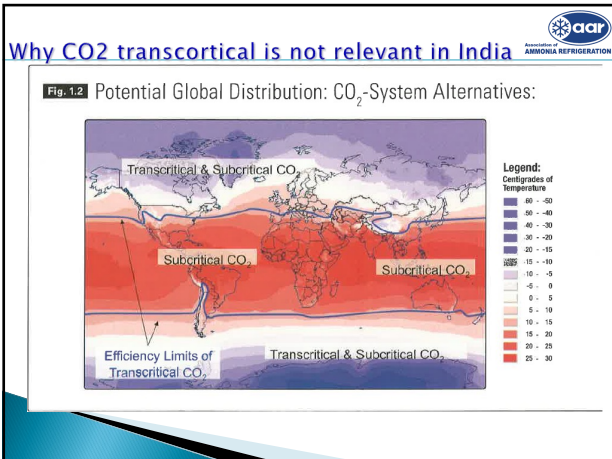 aar
Association of
AMMONIA REFRIGERATION
Why CO2 transcortical is not relevant in India
Fig. 1.2 Potential Global Distribution: CO₂-System Alternatives:
Transcritical & Subcritical CO₂
Subcritical CO₂
Subcritical CO₂
Efficiency Limits of
Transcritical CO₂
Transcritical & Subcritical CO₂
Legend:
Centigrades of
Temperature
-60 - -50
-50 - -40
-40 - -30
-30 - -20
-20 - -15
-15 - -10
-10 - -5
-5 - 0
0 - 5
5 - 10
10 - 15
15 - 20
20 - 25
25 - 30